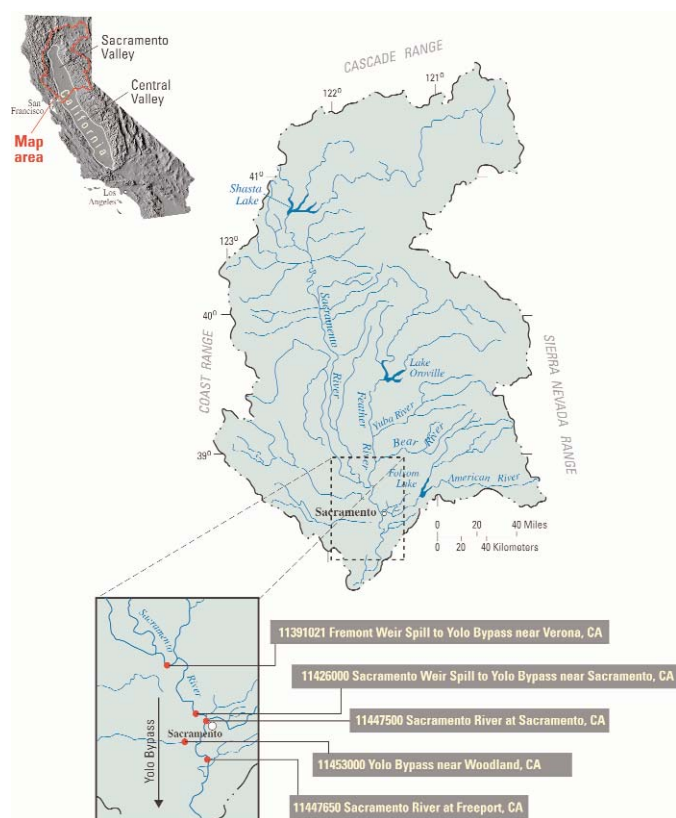 Sacramento
Valley
Central
Valley
San
Francisco
Map
area
California
Los
Angeles
CASCADE RANGE
122°
121°
41°
Shasta
Lake
123°
40°
COAST RANGE
SIERRA NEVADA RANGE
Sacramento
River
Lake
Oroville
Feather
River
Yuba River
Bear River
39°
Folsom
Lake
American River
Sacramento
0 20 40 Miles
0 20 40 Kilometers
Sacramento
River
11391021 Fremont Weir Spill to Yolo Bypass near Verona, CA
11426000 Sacramento Weir Spill to Yolo Bypass near Sacramento, CA
11447500 Sacramento River at Sacramento, CA
Sacramento
Yolo Bypass
11453000 Yolo Bypass near Woodland, CA
11447650 Sacramento River at Freeport, CA